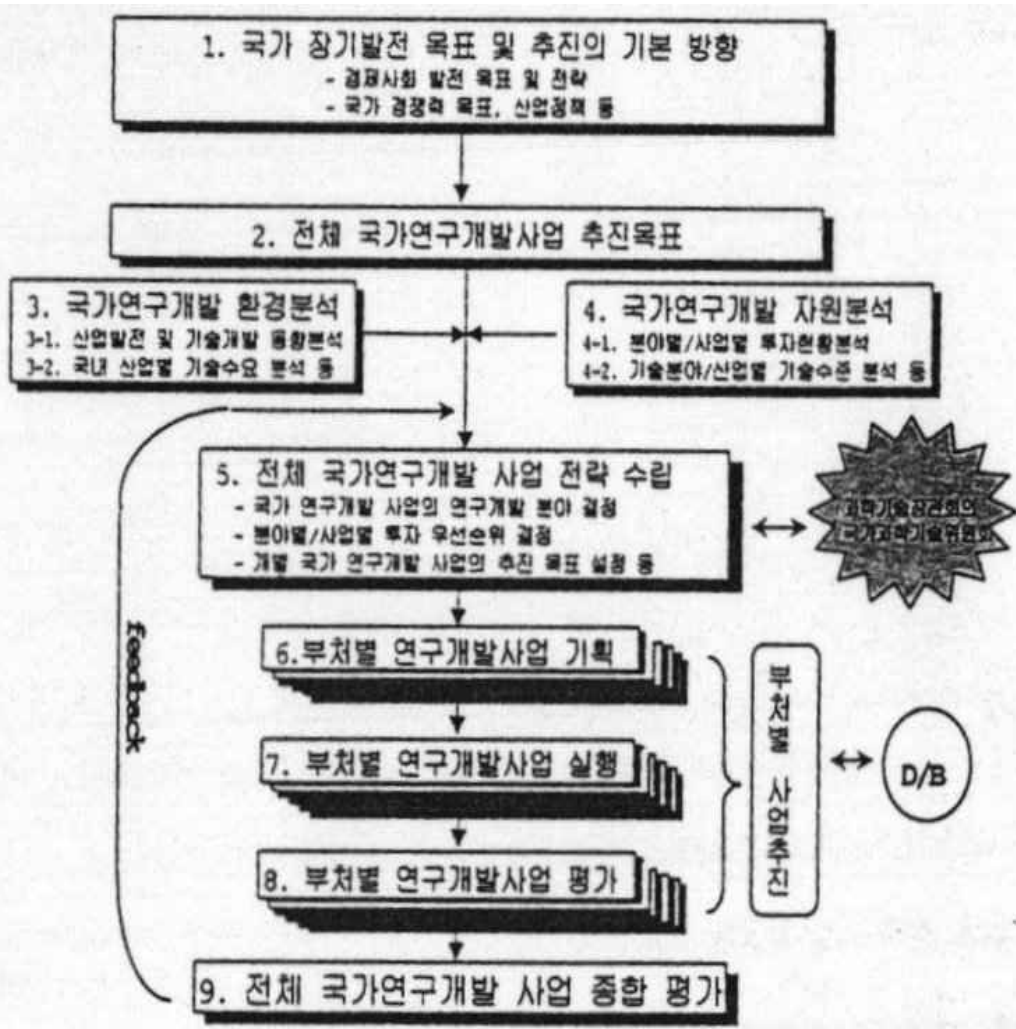 1. 국가 장기발전 목표 및 추진의 기본 방향
- 경제사회 발전 목표 및 전략
- 국가 경쟁력 목표, 산업정책 등
2. 전체 국가연구개발사업 추진목표
3. 국가연구개발 환경분석
3-1. 산업발전 및 기술개발 동향분석
3-2. 국내 산업별 기술수요 분석 등
4. 국가연구개발 자원분석
4-1. 분야별/사업별 투자현황분석
4-2. 기술분야/산업별 기술수준 분석 등
5. 전체 국가연구개발 사업 전략 수립
- 국가 연구개발 사업의 연구개발 분야 결정
- 분야별/사업별 투자 우선순위 결정
- 개별 국가 연구개발 사업의 추진 목표 설정 등
과학기술장관회의
국가과학기술위원회
feedback
6.부처별 연구개발사업 기획
7. 부처별 연구개발사업 실행
8. 부처별 연구개발사업 평가
부처별 사업추진
D/B
9. 전체 국가연구개발 사업 종합 평가